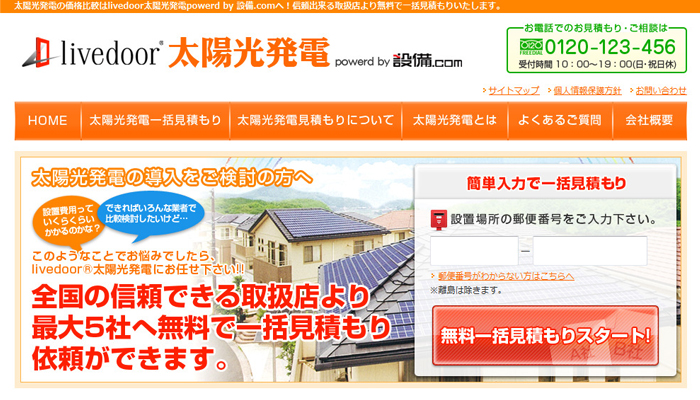 太陽光発電の価格比較はlivedoor太陽光発電powerd by 設備.comへ！信頼出来る取扱店より無料で一括見積もりいたします。
livedoor® 太陽光発電 powerd by 設備.com
お電話でのお見積もり・ご相談は
FREEDIAL 0120-123-456
受付時間 10：00～19：00(日・祝日休)
サイトマップ 個人情報保護方針 お問い合わせ
HOME 太陽光発電一括見積もり 太陽光発電見積もりについて 太陽光発電とは よくあるご質問 会社概要
太陽光発電の導入をご検討の方へ
設置費用って
いくらくらい
かかるのかな？
できればいろんな業者で
比較検討したいけど…
このようなことでお悩みでしたら、
livedoor®太陽光発電にお任せ下さい!!
全国の信頼できる取扱店より
最大5社へ無料で一括見積もり
依頼ができます。
簡単入力で一括見積もり
設置場所の郵便番号をご入力下さい。
郵便番号がわからない方はこちらへ
※離島は除きます。
無料一括見積もりスタート!
A社 B社